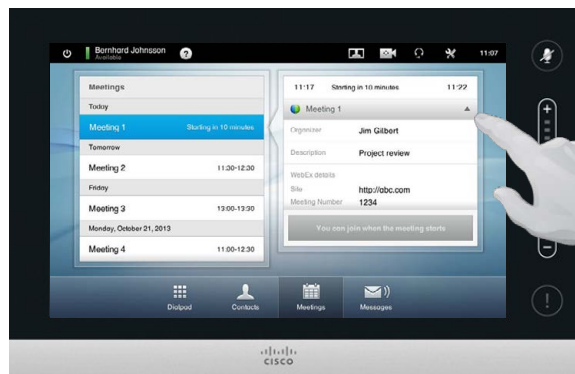 Bernhard Johnsson
Available
?
11:07
Meetings
Today
Meeting 1 Starting in 10 minutes
Tomorrow
Meeting 2 11:30-12:30
Friday
Meeting 3 13:00-13:30
Monday, October 21, 2013
Meeting 4 11:00-12:30
11:17 Starting in 10 minutes 11:22
Meeting 1
Organizer Jim Gilbert
Description Project review
WebEx details
Site http://abc.com
Meeting Number 1234
You can join when the meeting starts
Dialpad Contacts Meetings Messages
+
-
!
CISCO